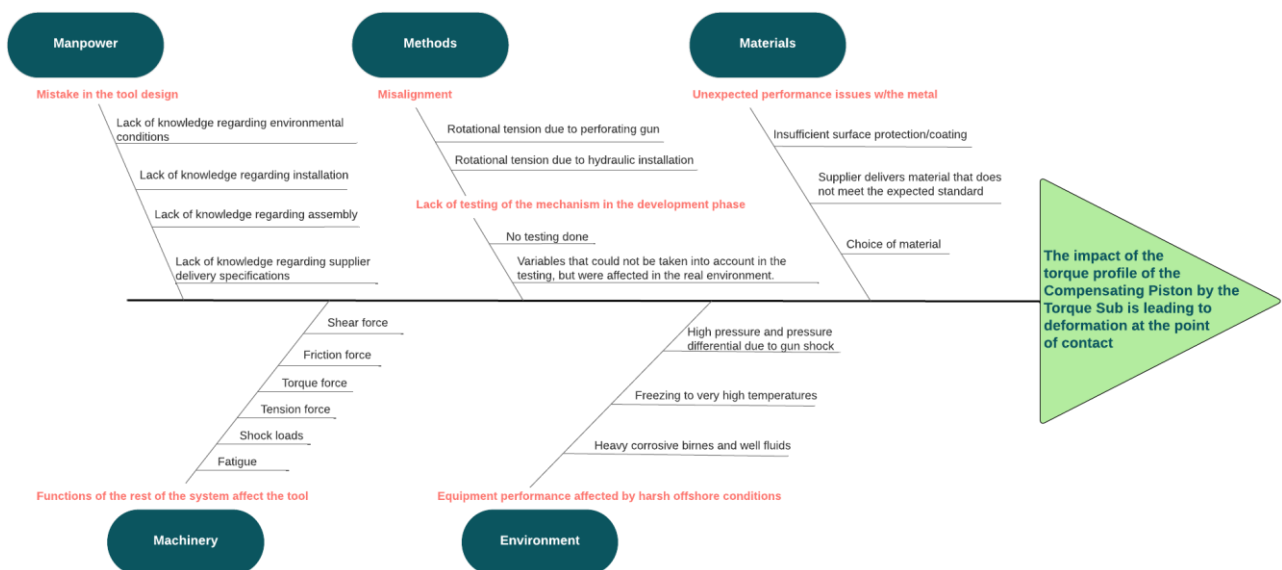 Manpower
Methods
Materials
Mistake in the tool design
Misalignment
Unexpected performance issues w/the metal
Lack of knowledge regarding environmental
conditions
Lack of knowledge regarding installation
Lack of knowledge regarding assembly
Lack of knowledge regarding supplier
delivery specifications
Rotational tension due to perforating gun
Rotational tension due to hydraulic installation
Lack of testing of the mechanism in the development phase
No testing done
Variables that could not be taken into account in the
testing, but were affected in the real environment.
Insufficient surface protection/coating
Supplier delivers material that does
not meet the expected standard
Choice of material
The impact of the
torque profile of the
Compensating Piston by the
Torque Sub is leading to
deformation at the point
of contact
Shear force
Friction force
Torque force
Tension force
Shock loads
Fatigue
Functions of the rest of the system affect the tool
Machinery
High pressure and pressure
differential due to gun shock
Freezing to very high temperatures
Heavy corrosive birnes and well fluids
Equipment performance affected by harsh offshore conditions
Environment